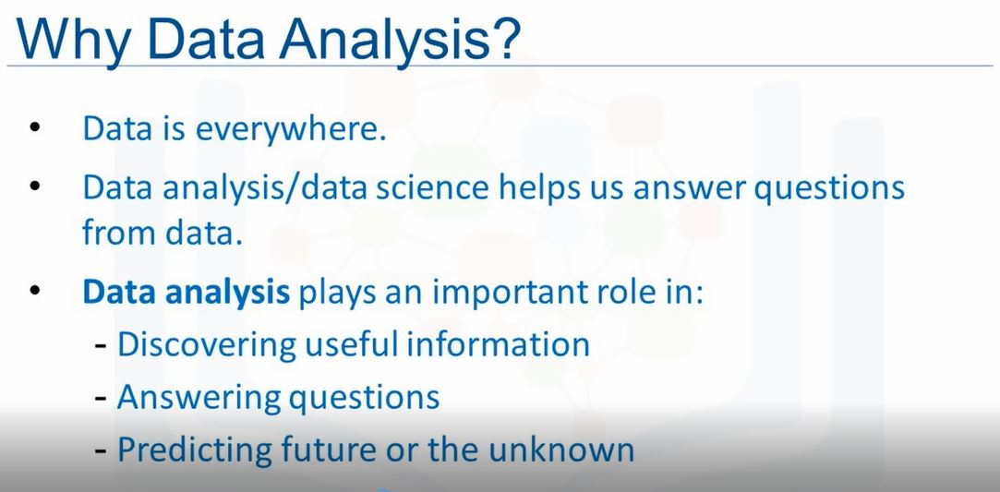 Why Data Analysis?
• Data is everywhere.
• Data analysis/data science helps us answer questions
from data.
• Data analysis plays an important role in:
- Discovering useful information
- Answering questions
- Predicting future or the unknown